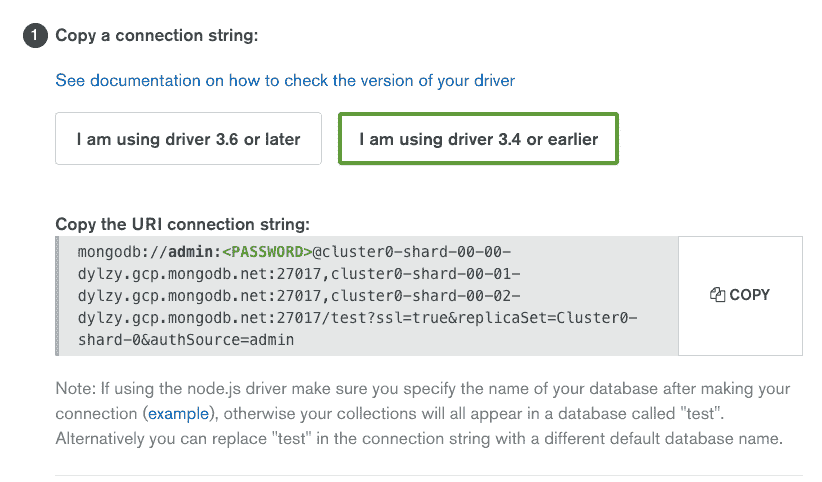 1 Copy a connection string:
See documentation on how to check the version of your driver
I am using driver 3.6 or later
I am using driver 3.4 or earlier
Copy the URI connection string:
mongodb://admin:<PASSWORD>@cluster0-shard-00-00-
dylzy.gcp.mongodb.net:27017,cluster0-shard-00-01-
dylzy.gcp.mongodb.net:27017,cluster0-shard-00-02-
dylzy.gcp.mongodb.net:27017/test?ssl=true&replicaSet=Cluster0-
shard-0&authSource=admin
COPY
Note: If using the node.js driver make sure you specify the name of your database after making your
connection (example), otherwise your collections will all appear in a database called "test".
Alternatively you can replace "test" in the connection string with a different default database name.